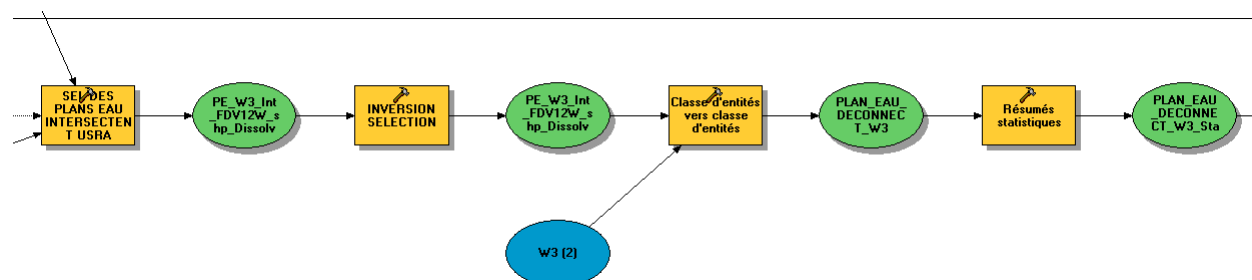 SEL DES
PLANS EAU
INTERSECTEN
T USRA
PE_W3_Int
_FDV12W_s
hp_Dissolv
INVERSION
SELECTION
PE_W3_Int
_FDV12W_s
hp_Dissolv
Classe d'entités
vers classe
d'entités
PLAN_EAU_
DECONNEC
T_W3
Résumés
statistiques
PLAN_EAU
_DECONNE
CT_W3_Sta
W3 (2)